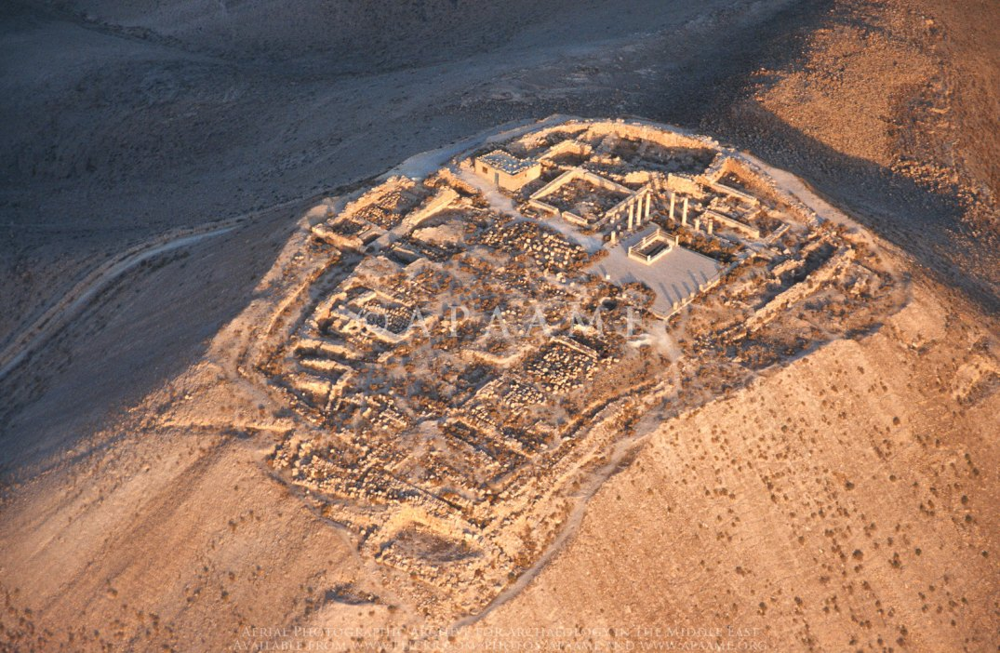 © APAAME
Aerial Photographic Archive for Archaeology in The Middle East
Available from www.flickr.com/photos/apaame and www.apaame.org